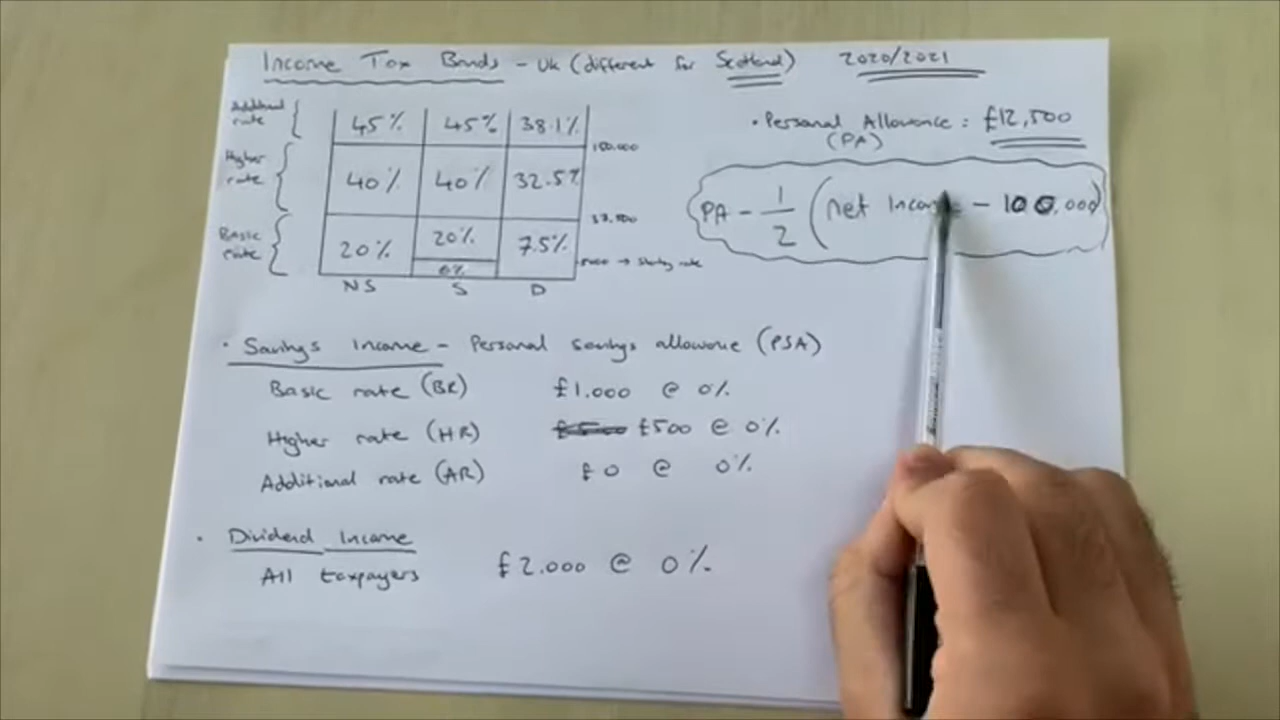 Income Tax Bands - UK (different for Scotland) 2020/2021
Additional rate
45% 45% 38.1%
Higher rate
40% 40% 32.5%
37.500
Basic rate
20% 20% 7.5%
0%
5000 → starting rate
NS S D
• Personal Allowance : £12,500
(PA)
PA - 1/2 (net income - 100.000)
• Savings Income - Personal savings allowance (PSA)
Basic rate (BR) £1.000 @ 0%
Higher rate (HR) £500 @ 0%
Additional rate (AR) £0 @ 0%
• Dividend Income
All taxpayers £2.000 @ 0%